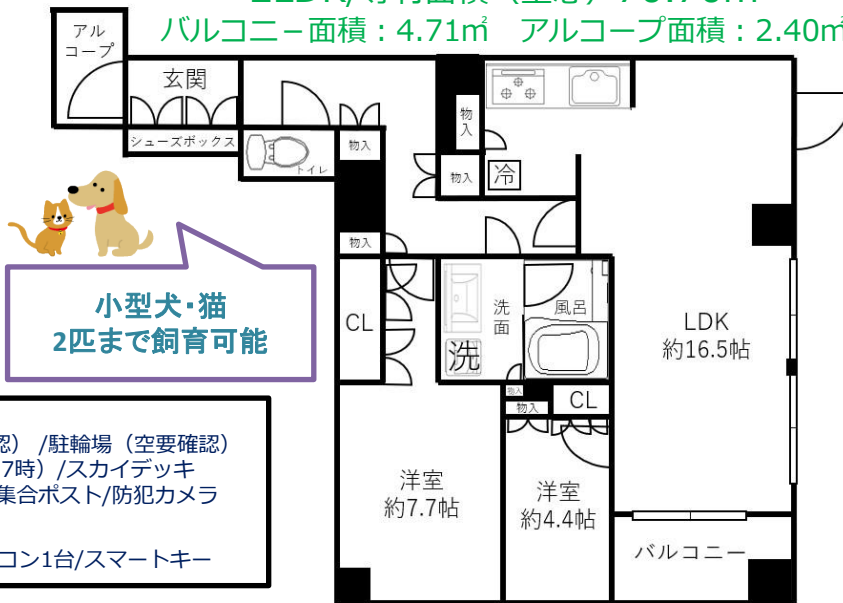 バルコニー面積：4.71㎡ アルコープ面積：2.40㎡
アル
コープ
玄関
シューズボックス
トイレ
物入
物入
物入
物入
冷
小型犬・猫
2匹まで飼育可能
CL
洗面
洗
風呂
LDK
約16.5帖
物入
物入
CL
洋室
約7.7帖
洋室
約4.4帖
バルコニー
認） /駐輪場（空要確認）
7時）/スカイデッキ
集合ポスト/防犯カメラ
コン1台/スマートキー